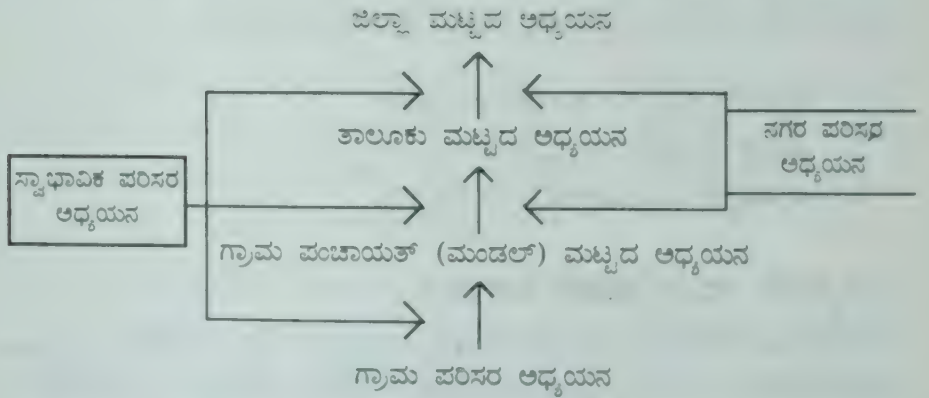 ಜಿಲ್ಲಾ ಮಟ್ಟದ ಅಧ್ಯಯನ
ತಾಲೂಕು ಮಟ್ಟದ ಅಧ್ಯಯನ
ನಗರ ಪರಿಸರ
ಅಧ್ಯಯನ
ಸ್ವಾಭಾವಿಕ ಪರಿಸರ
ಅಧ್ಯಯನ
ಗ್ರಾಮ ಪಂಚಾಯತ್ (ಮಂಡಲ್) ಮಟ್ಟದ ಅಧ್ಯಯನ
ಗ್ರಾಮ ಪರಿಸರ ಅಧ್ಯಯನ